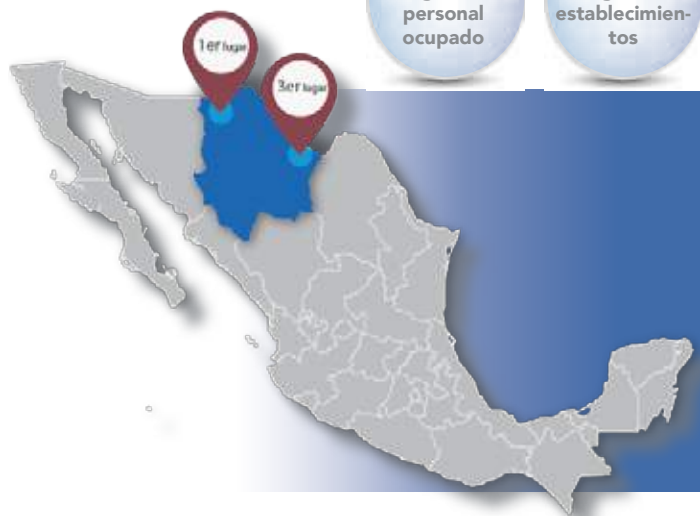 personal
ocupado
establecimien-
tos
1er lugar
3er lugar